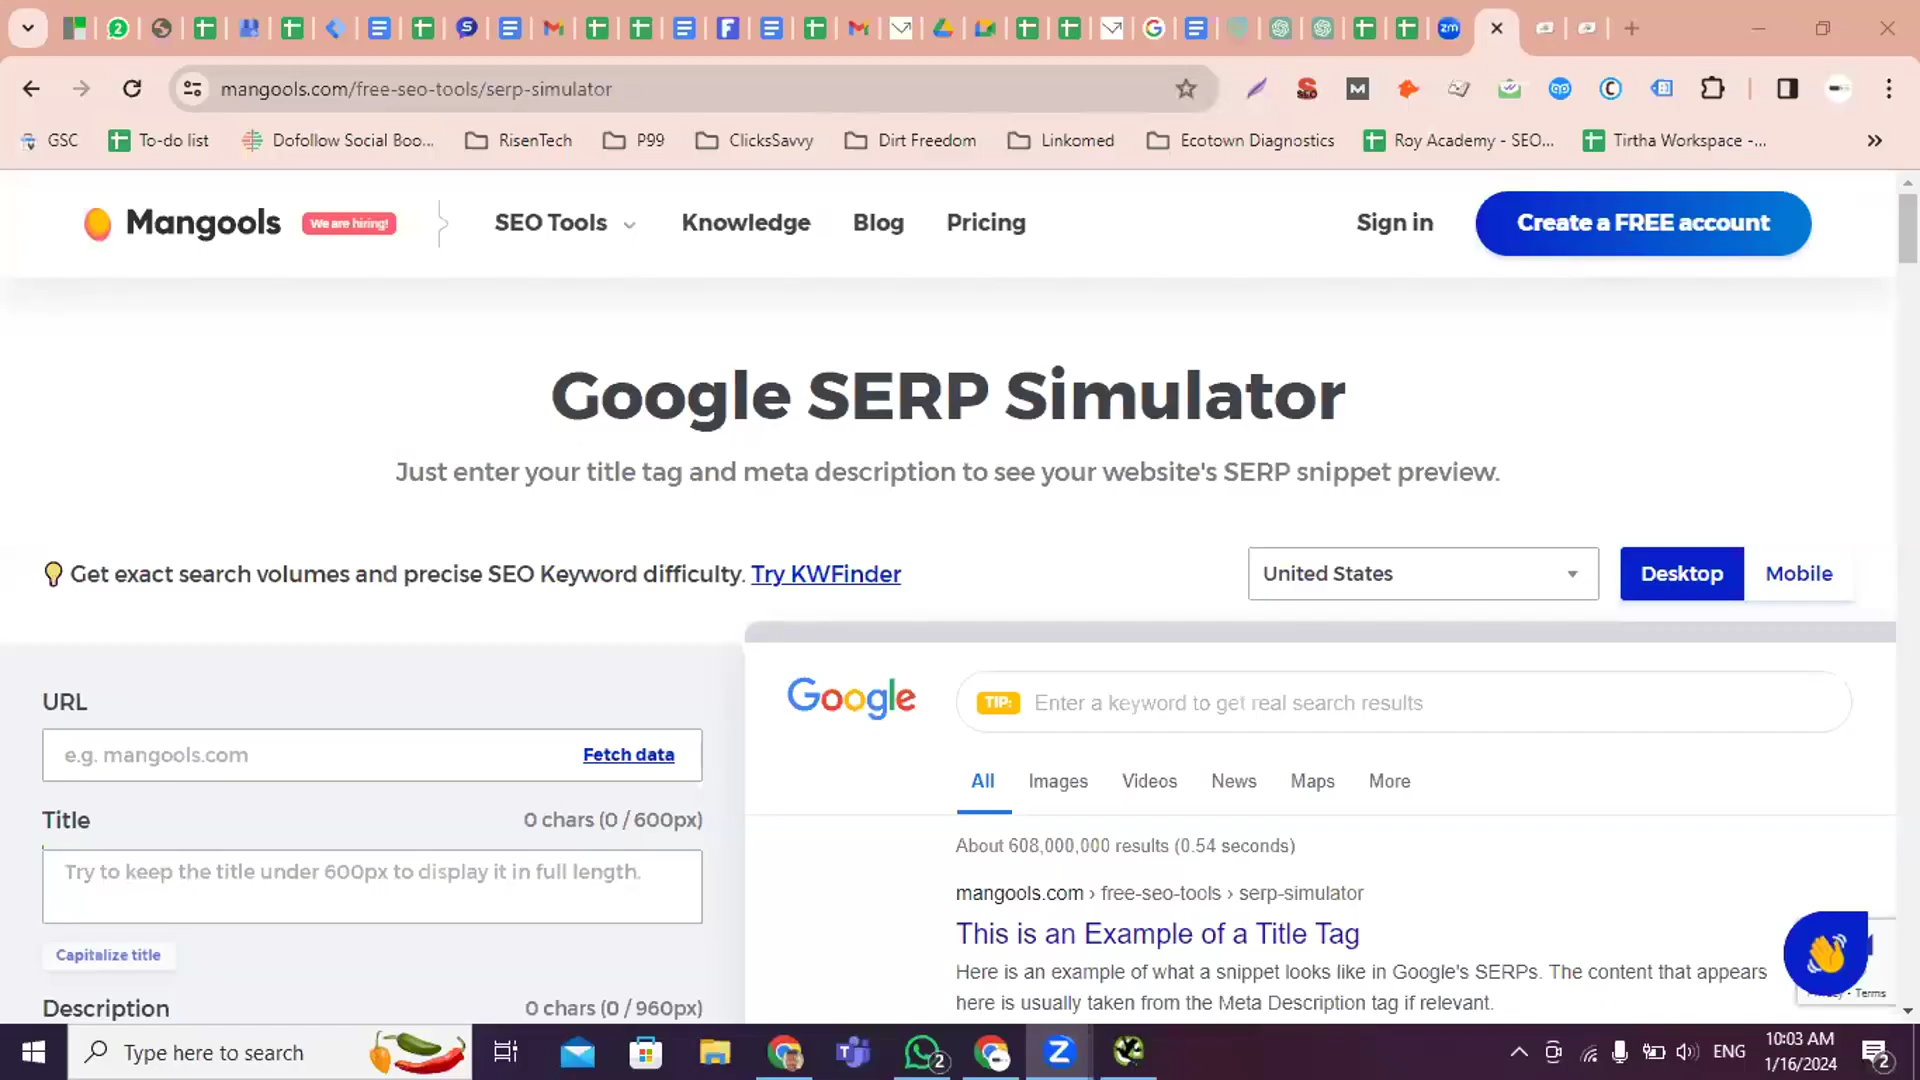 zm
mangools.com/free-seo-tools/serp-simulator
GSC
To-do list
Dofollow Social Boo...
RisenTech
P99
ClicksSavvy
Dirt Freedom
Linkomed
Ecotown Diagnostics
Roy Academy - SEO...
Tirtha Workspace -...
Mangools
We are hiring!
SEO Tools
Knowledge
Blog
Pricing
Sign in
Create a FREE account
Google SERP Simulator
Just enter your title tag and meta description to see your website's SERP snippet preview.
Get exact search volumes and precise SEO Keyword difficulty. Try KWFinder
United States
Desktop
Mobile
URL
e.g. mangools.com
Fetch data
Title
0 chars (0 / 600px)
Try to keep the title under 600px to display it in full length.
Capitalize title
Description
0 chars (0 / 960px)
Google
TIP:
Enter a keyword to get real search results
All
Images
Videos
News
Maps
More
About 608,000,000 results (0.54 seconds)
mangools.com › free-seo-tools › serp-simulator
This is an Example of a Title Tag
Here is an example of what a snippet looks like in Google's SERPs. The content that appears
here is usually taken from the Meta Description tag if relevant.
Terms
Type here to search
2
ENG
10:03 AM
1/16/2024
2